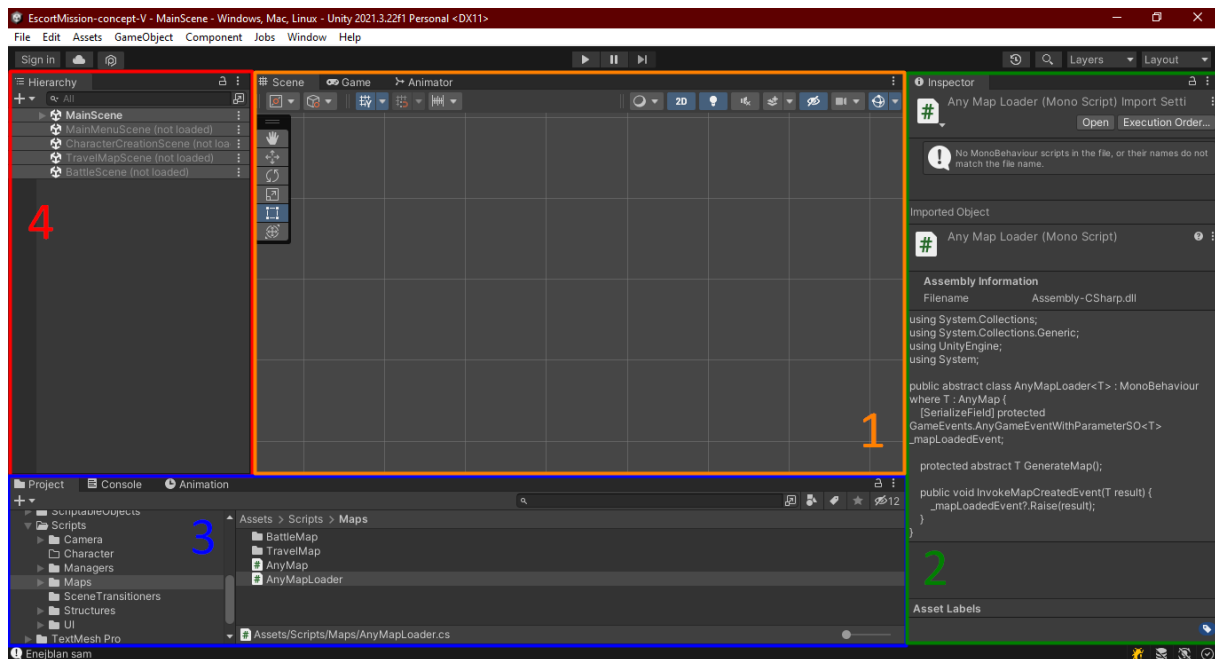 EscortMission-concept-V - MainScene - Windows, Mac, Linux - Unity 2021.3.22f1 Personal <DX11>
File Edit Assets GameObject Component Jobs Window Help
Sign in Layers Layout
Hierarchy
All
MainScene
MainMenuScene (not loaded)
CharacterCreationScene (not loa
TravelMapScene (not loaded)
BattleScene (not loaded)
4
Scene Game Animator
2D
1
Inspector
Any Map Loader (Mono Script) Import Setti
Open Execution Order...
No MonoBehaviour scripts in the file, or their names do not
match the file name.
Imported Object
Any Map Loader (Mono Script)
Assembly Information
Filename Assembly-CSharp.dll
using System.Collections;
using System.Collections.Generic;
using UnityEngine;
using System;
public abstract class AnyMapLoader<T> : MonoBehaviour
where T : AnyMap {
[SerializeField] protected
GameEvents.AnyGameEventWithParameterSO<T>
_mapLoadedEvent;
protected abstract T GenerateMap();
public void InvokeMapCreatedEvent(T result) {
_mapLoadedEvent?.Raise(result);
}
}
2
Asset Labels
Project Console Animation
12
ScriptableObjects
Scripts
Camera
Character
Managers
Maps
SceneTransitioners
Structures
UI
TextMesh Pro
3
Assets > Scripts > Maps
BattleMap
TravelMap
AnyMap
AnyMapLoader
Assets/Scripts/Maps/AnyMapLoader.cs
Enejblan sam